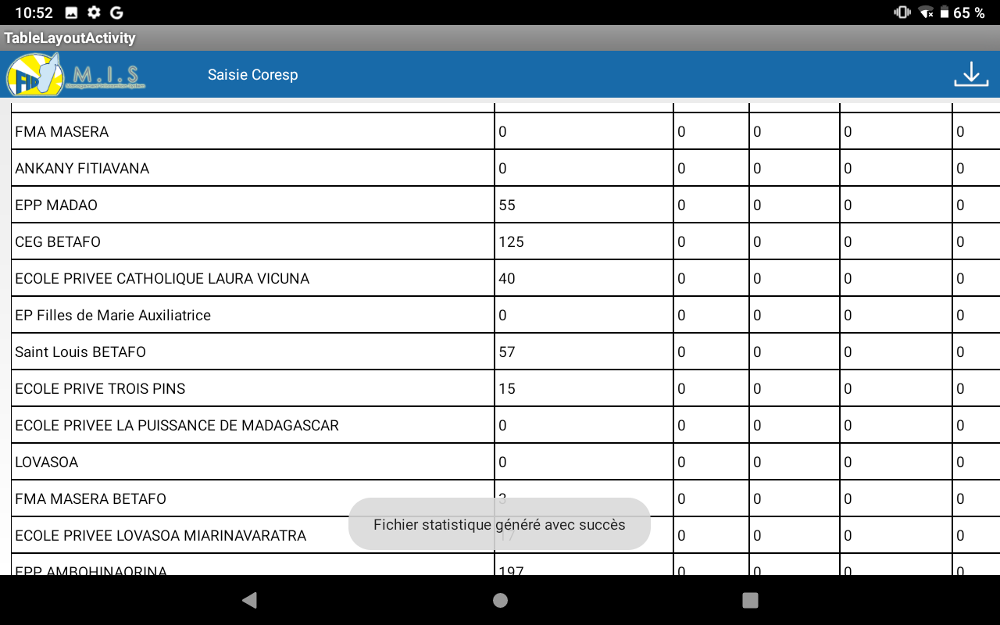 10:52 65 %
TableLayoutActivity
M.I.S Saisie Coresp
FMA MASERA 0 0 0 0 0
ANKANY FITIAVANA 0 0 0 0 0
EPP MADAO 55 0 0 0 0
CEG BETAFO 125 0 0 0 0
ECOLE PRIVEE CATHOLIQUE LAURA VICUNA 40 0 0 0 0
EP Filles de Marie Auxiliatrice 0 0 0 0 0
Saint Louis BETAFO 57 0 0 0 0
ECOLE PRIVE TROIS PINS 15 0 0 0 0
ECOLE PRIVEE LA PUISSANCE DE MADAGASCAR 0 0 0 0 0
LOVASOA 0 0 0 0 0
FMA MASERA BETAFO 3 0 0 0 0
Fichier statistique généré avec succès
ECOLE PRIVEE LOVASOA MIARINAVARATRA 17 0 0 0 0
EPP AMBOHINAORINA 197 0 0 0 0